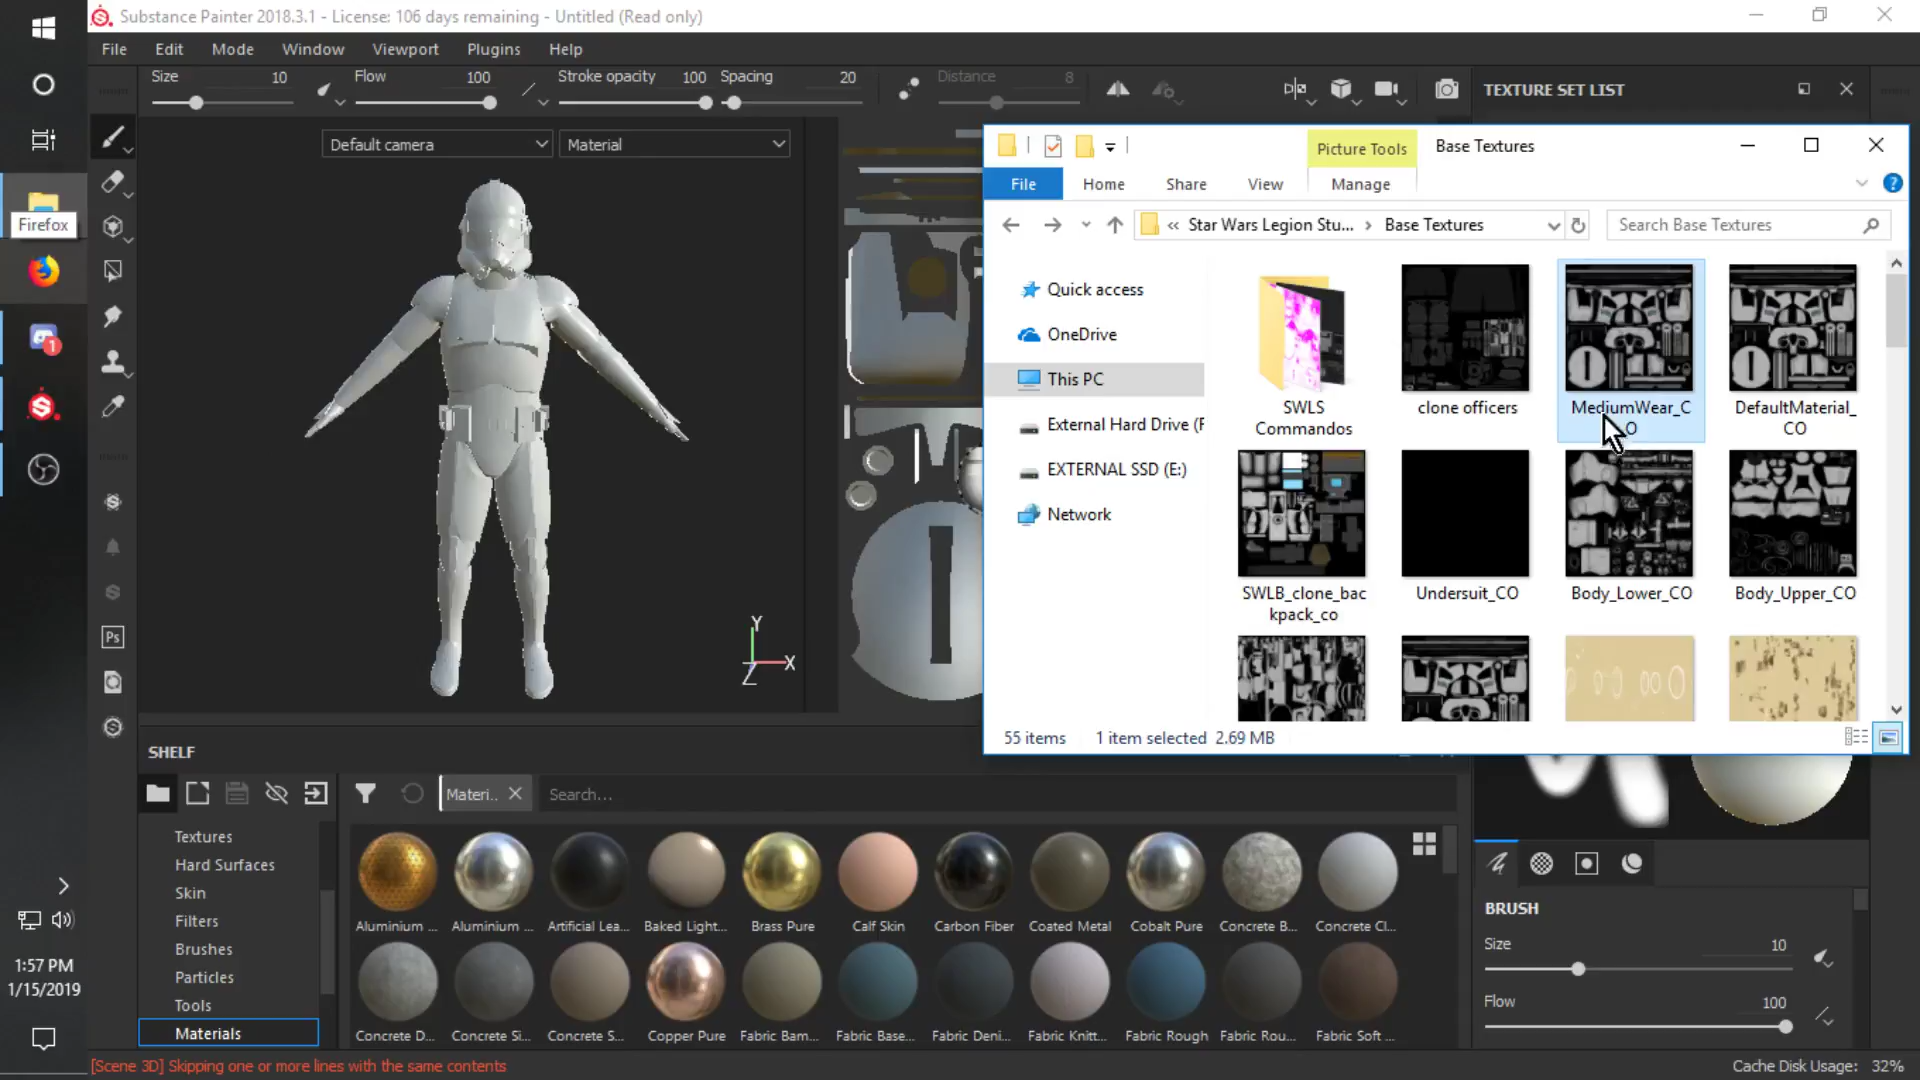 Substance Painter 2018.3.1 - License: 106 days remaining - Untitled (Read only)
File Edit Mode Window Viewport Plugins Help
Size 10 Flow 100 Stroke opacity 100 Spacing 20 Distance 8
TEXTURE SET LIST
Default camera
Material
Picture Tools
Base Textures
File Home Share View Manage
« Star Wars Legion Stu... Base Textures
Search Base Textures
Firefox
1
Quick access
OneDrive
This PC
External Hard Drive (F
EXTERNAL SSD (E:)
Network
SWLS
Commandos
clone officers
MediumWear_C
O
DefaultMaterial_
CO
SWLB_clone_bac
kpack_co
Undersuit_CO
Body_Lower_CO
Body_Upper_CO
55 items 1 item selected 2.69 MB
Y
X
Z
Ps
SHELF
Materi...
Search...
Textures
Hard Surfaces
Skin
Filters
Brushes
Particles
Tools
Materials
Aluminium ... Aluminium ... Artificial Lea... Baked Light... Brass Pure Calf Skin Carbon Fiber Coated Metal Cobalt Pure Concrete B... Concrete Cl...
Concrete D... Concrete Si... Concrete S... Copper Pure Fabric Bam... Fabric Base... Fabric Deni... Fabric Knitt... Fabric Rough Fabric Rou... Fabric Soft ...
BRUSH
Size 10
Flow 100
1:57 PM
1/15/2019
[Scene 3D] Skipping one or more lines with the same contents
Cache Disk Usage: 32%